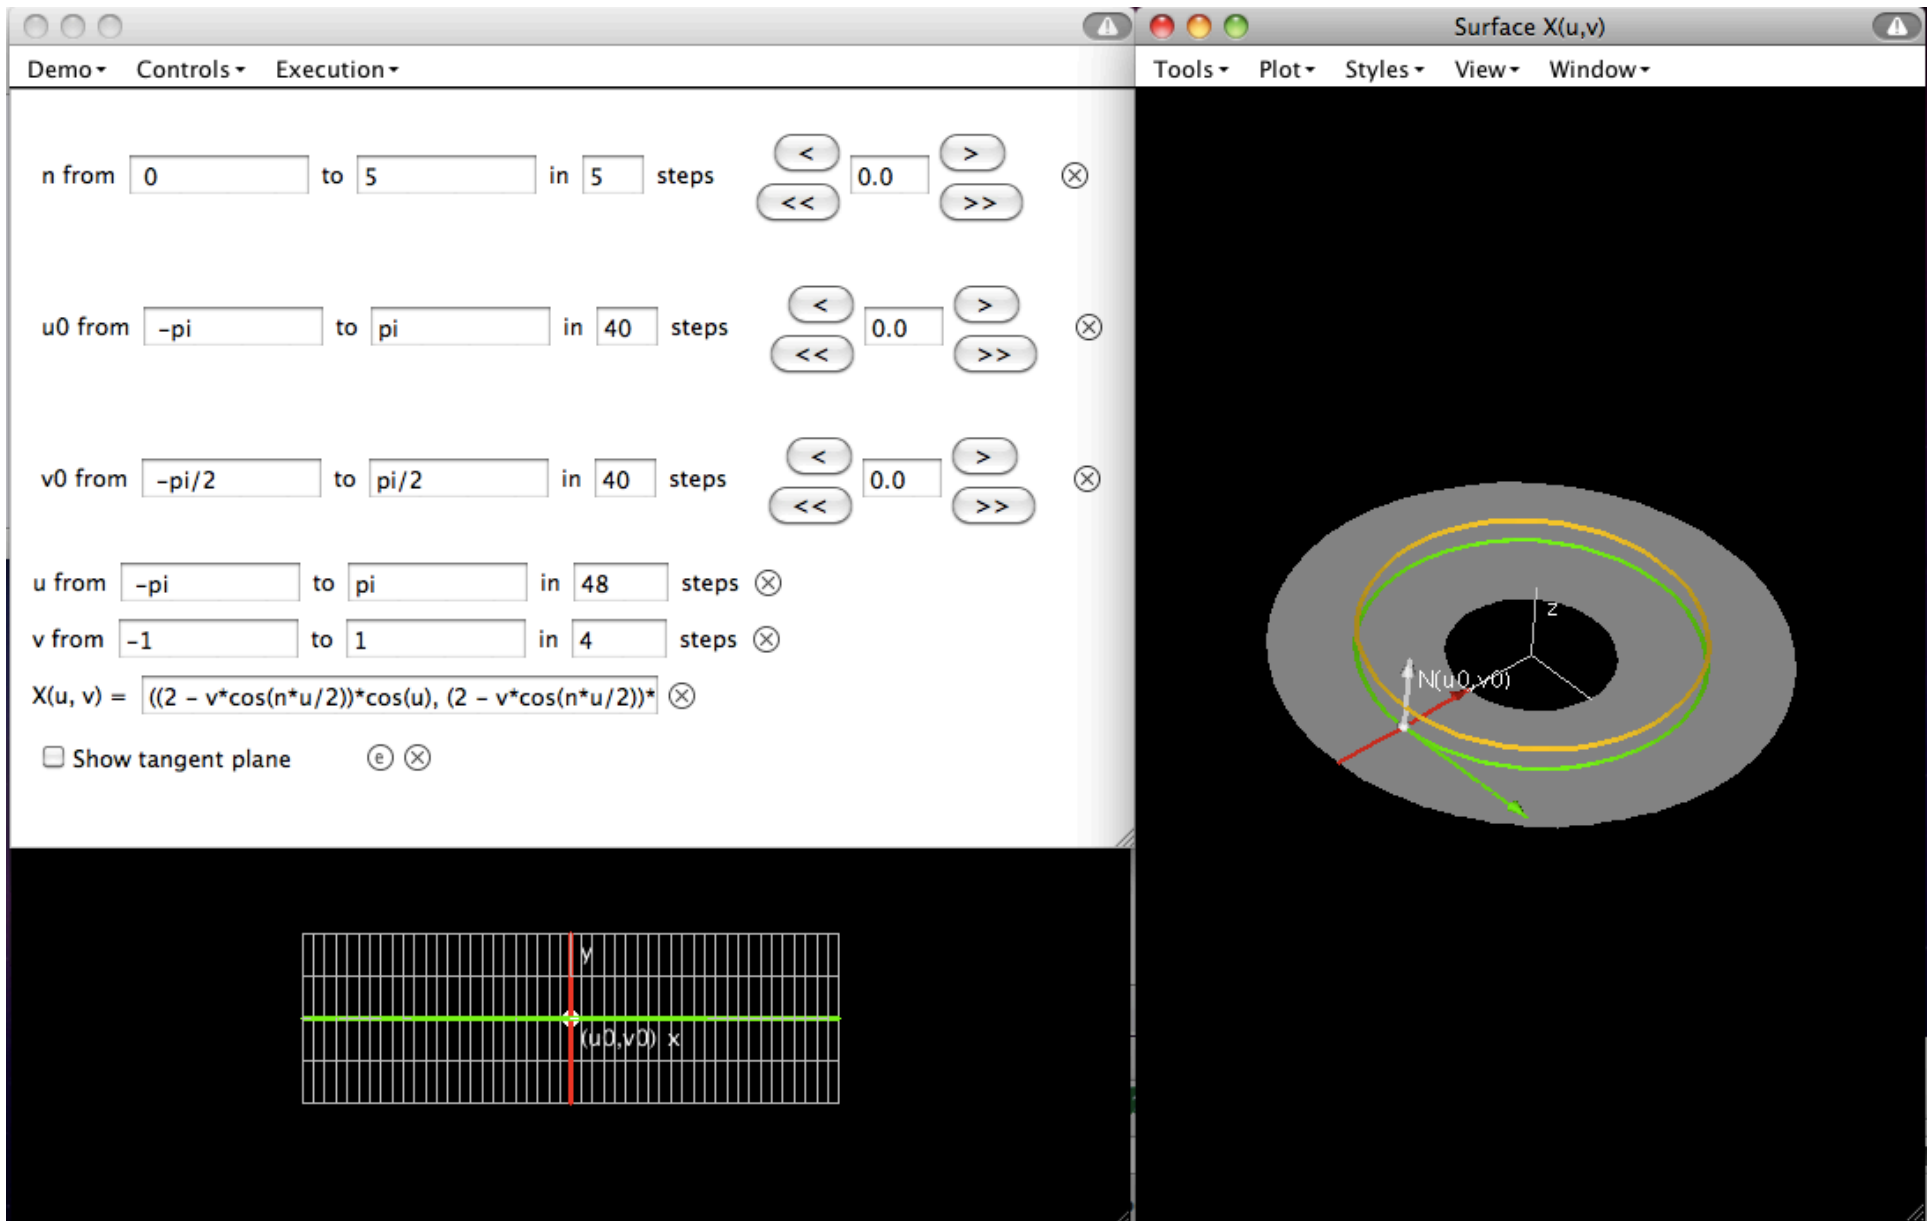 Surface X(u,v)
Demo Controls Execution
Tools Plot Styles View Window
n from 0 to 5 in 5 steps < 0.0 >
<< >>
u0 from -pi to pi in 40 steps < 0.0 >
<< >>
v0 from -pi/2 to pi/2 in 40 steps < 0.0 >
<< >>
u from -pi to pi in 48 steps
v from -1 to 1 in 4 steps
X(u, v) = ((2 - v*cos(n*u/2))*cos(u), (2 - v*cos(n*u/2))*
Show tangent plane e
z
N(u0,v0)
y
(u0,v0) x